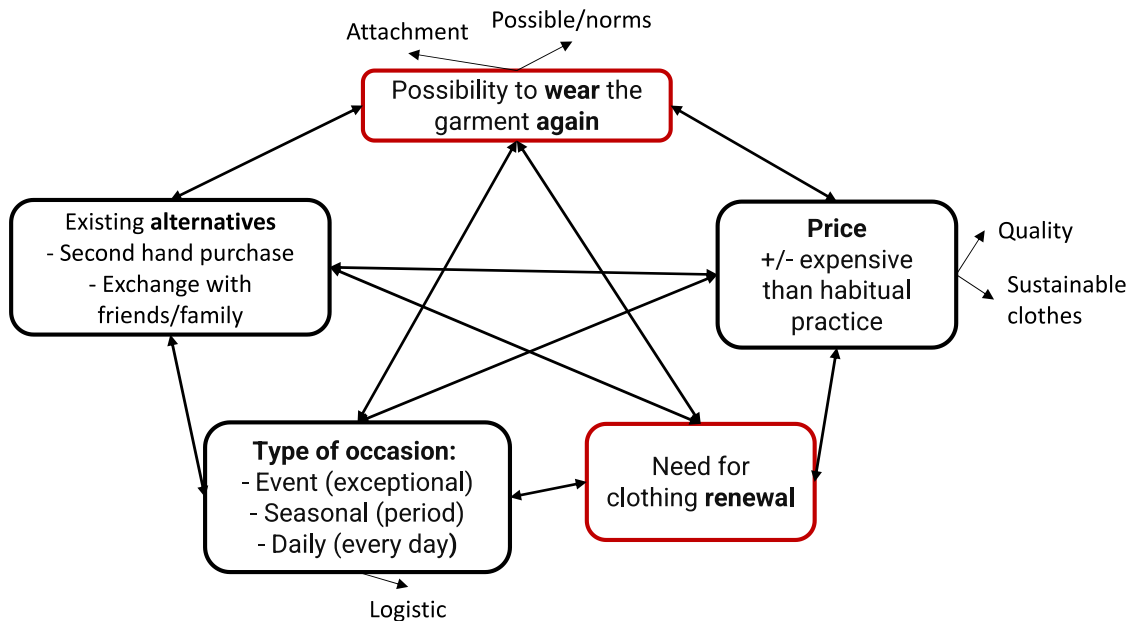 Possible/norms
Attachment
Possibility to wear the
garment again
Existing alternatives
- Second hand purchase
- Exchange with
friends/family
Price
+/- expensive
than habitual
practice
Quality
Sustainable
clothes
Type of occasion:
- Event (exceptional)
- Seasonal (period)
- Daily (every day)
Need for
clothing renewal
Logistic